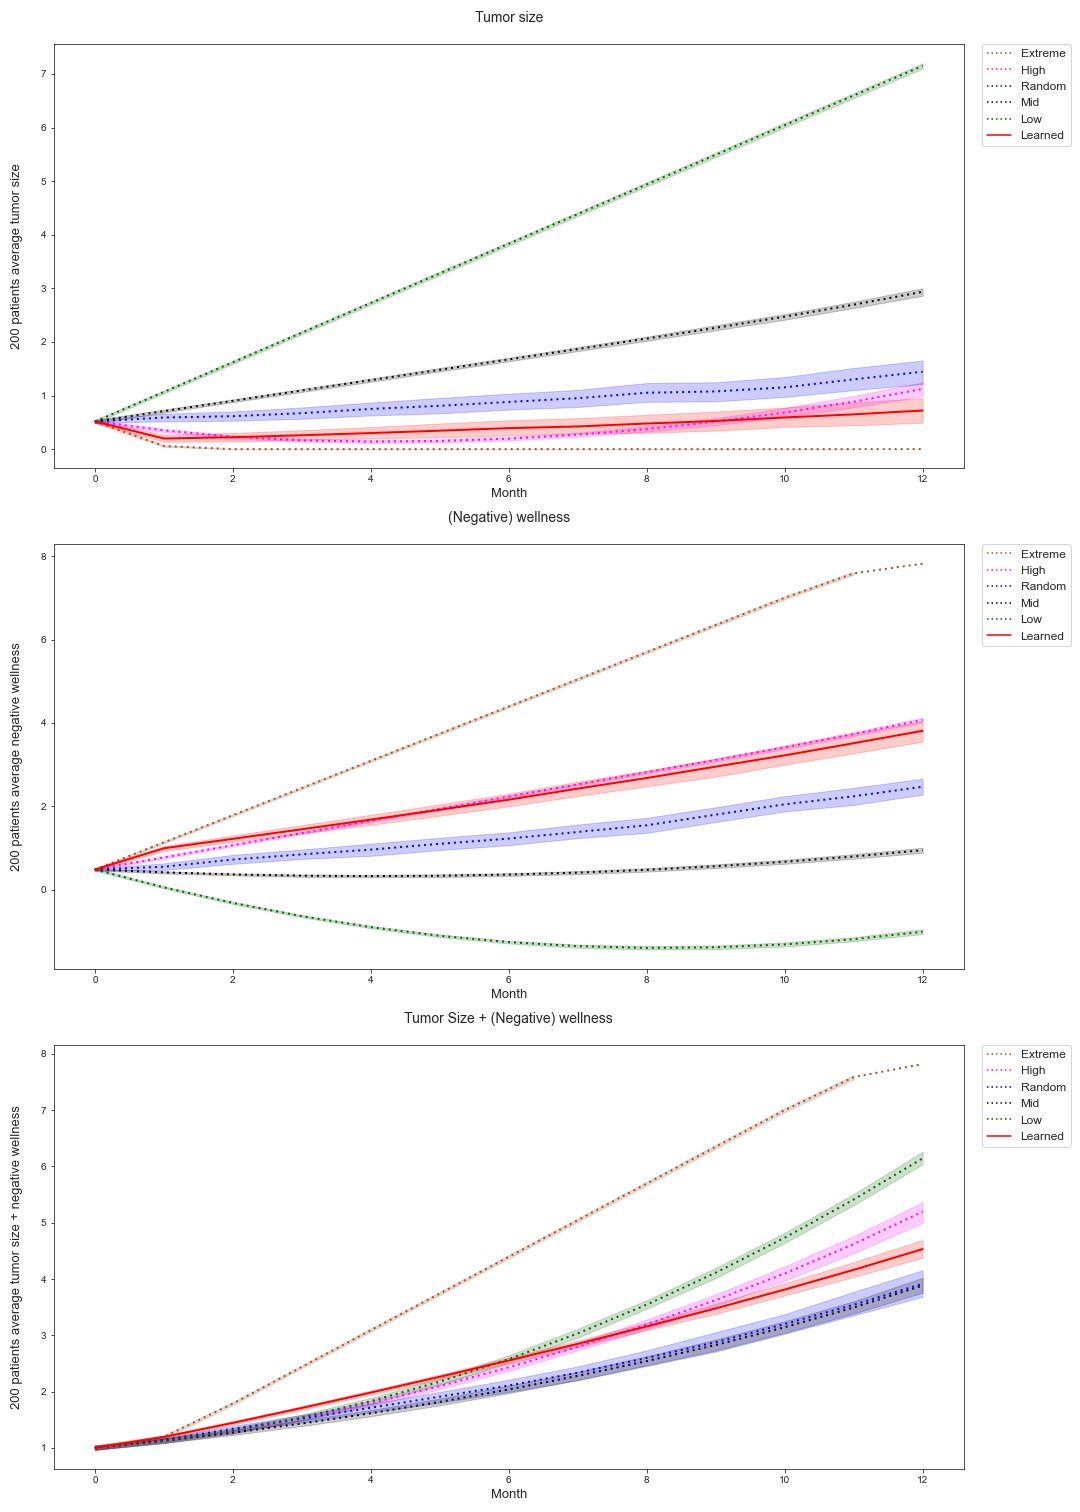 Tumor size
200 patients average tumor size
7
6
5
4
3
2
1
0
0 2 4 6 8 10 12
Month
Extreme
High
Random
Mid
Low
Learned
(Negative) wellness
200 patients average negative wellness
8
6
4
2
0
0 2 4 6 8 10 12
Month
Extreme
High
Random
Mid
Low
Learned
Tumor Size + (Negative) wellness
200 patients average tumor size + negative wellness
8
7
6
5
4
3
2
1
0 2 4 6 8 10 12
Month
Extreme
High
Random
Mid
Low
Learned